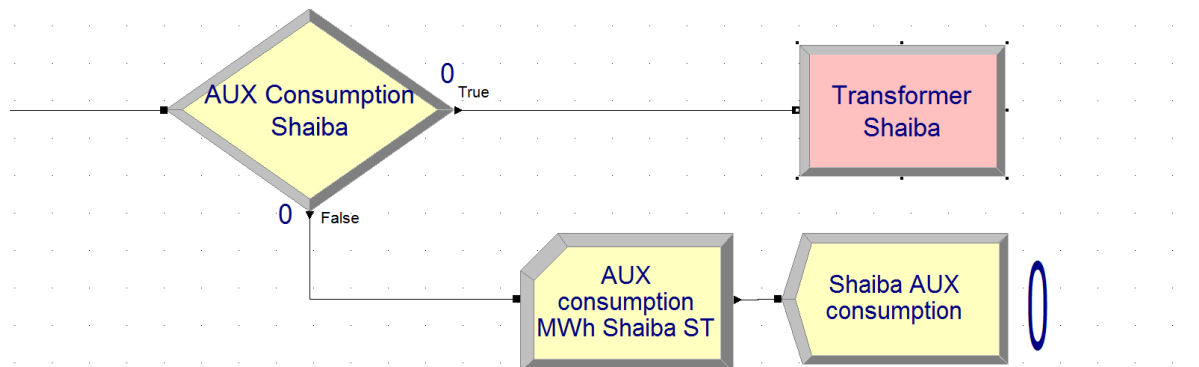 AUX Consumption
Shaiba
0
True
Transformer
Shaiba
0
False
AUX
consumption
MWh Shaiba ST
Shaiba AUX
consumption
0